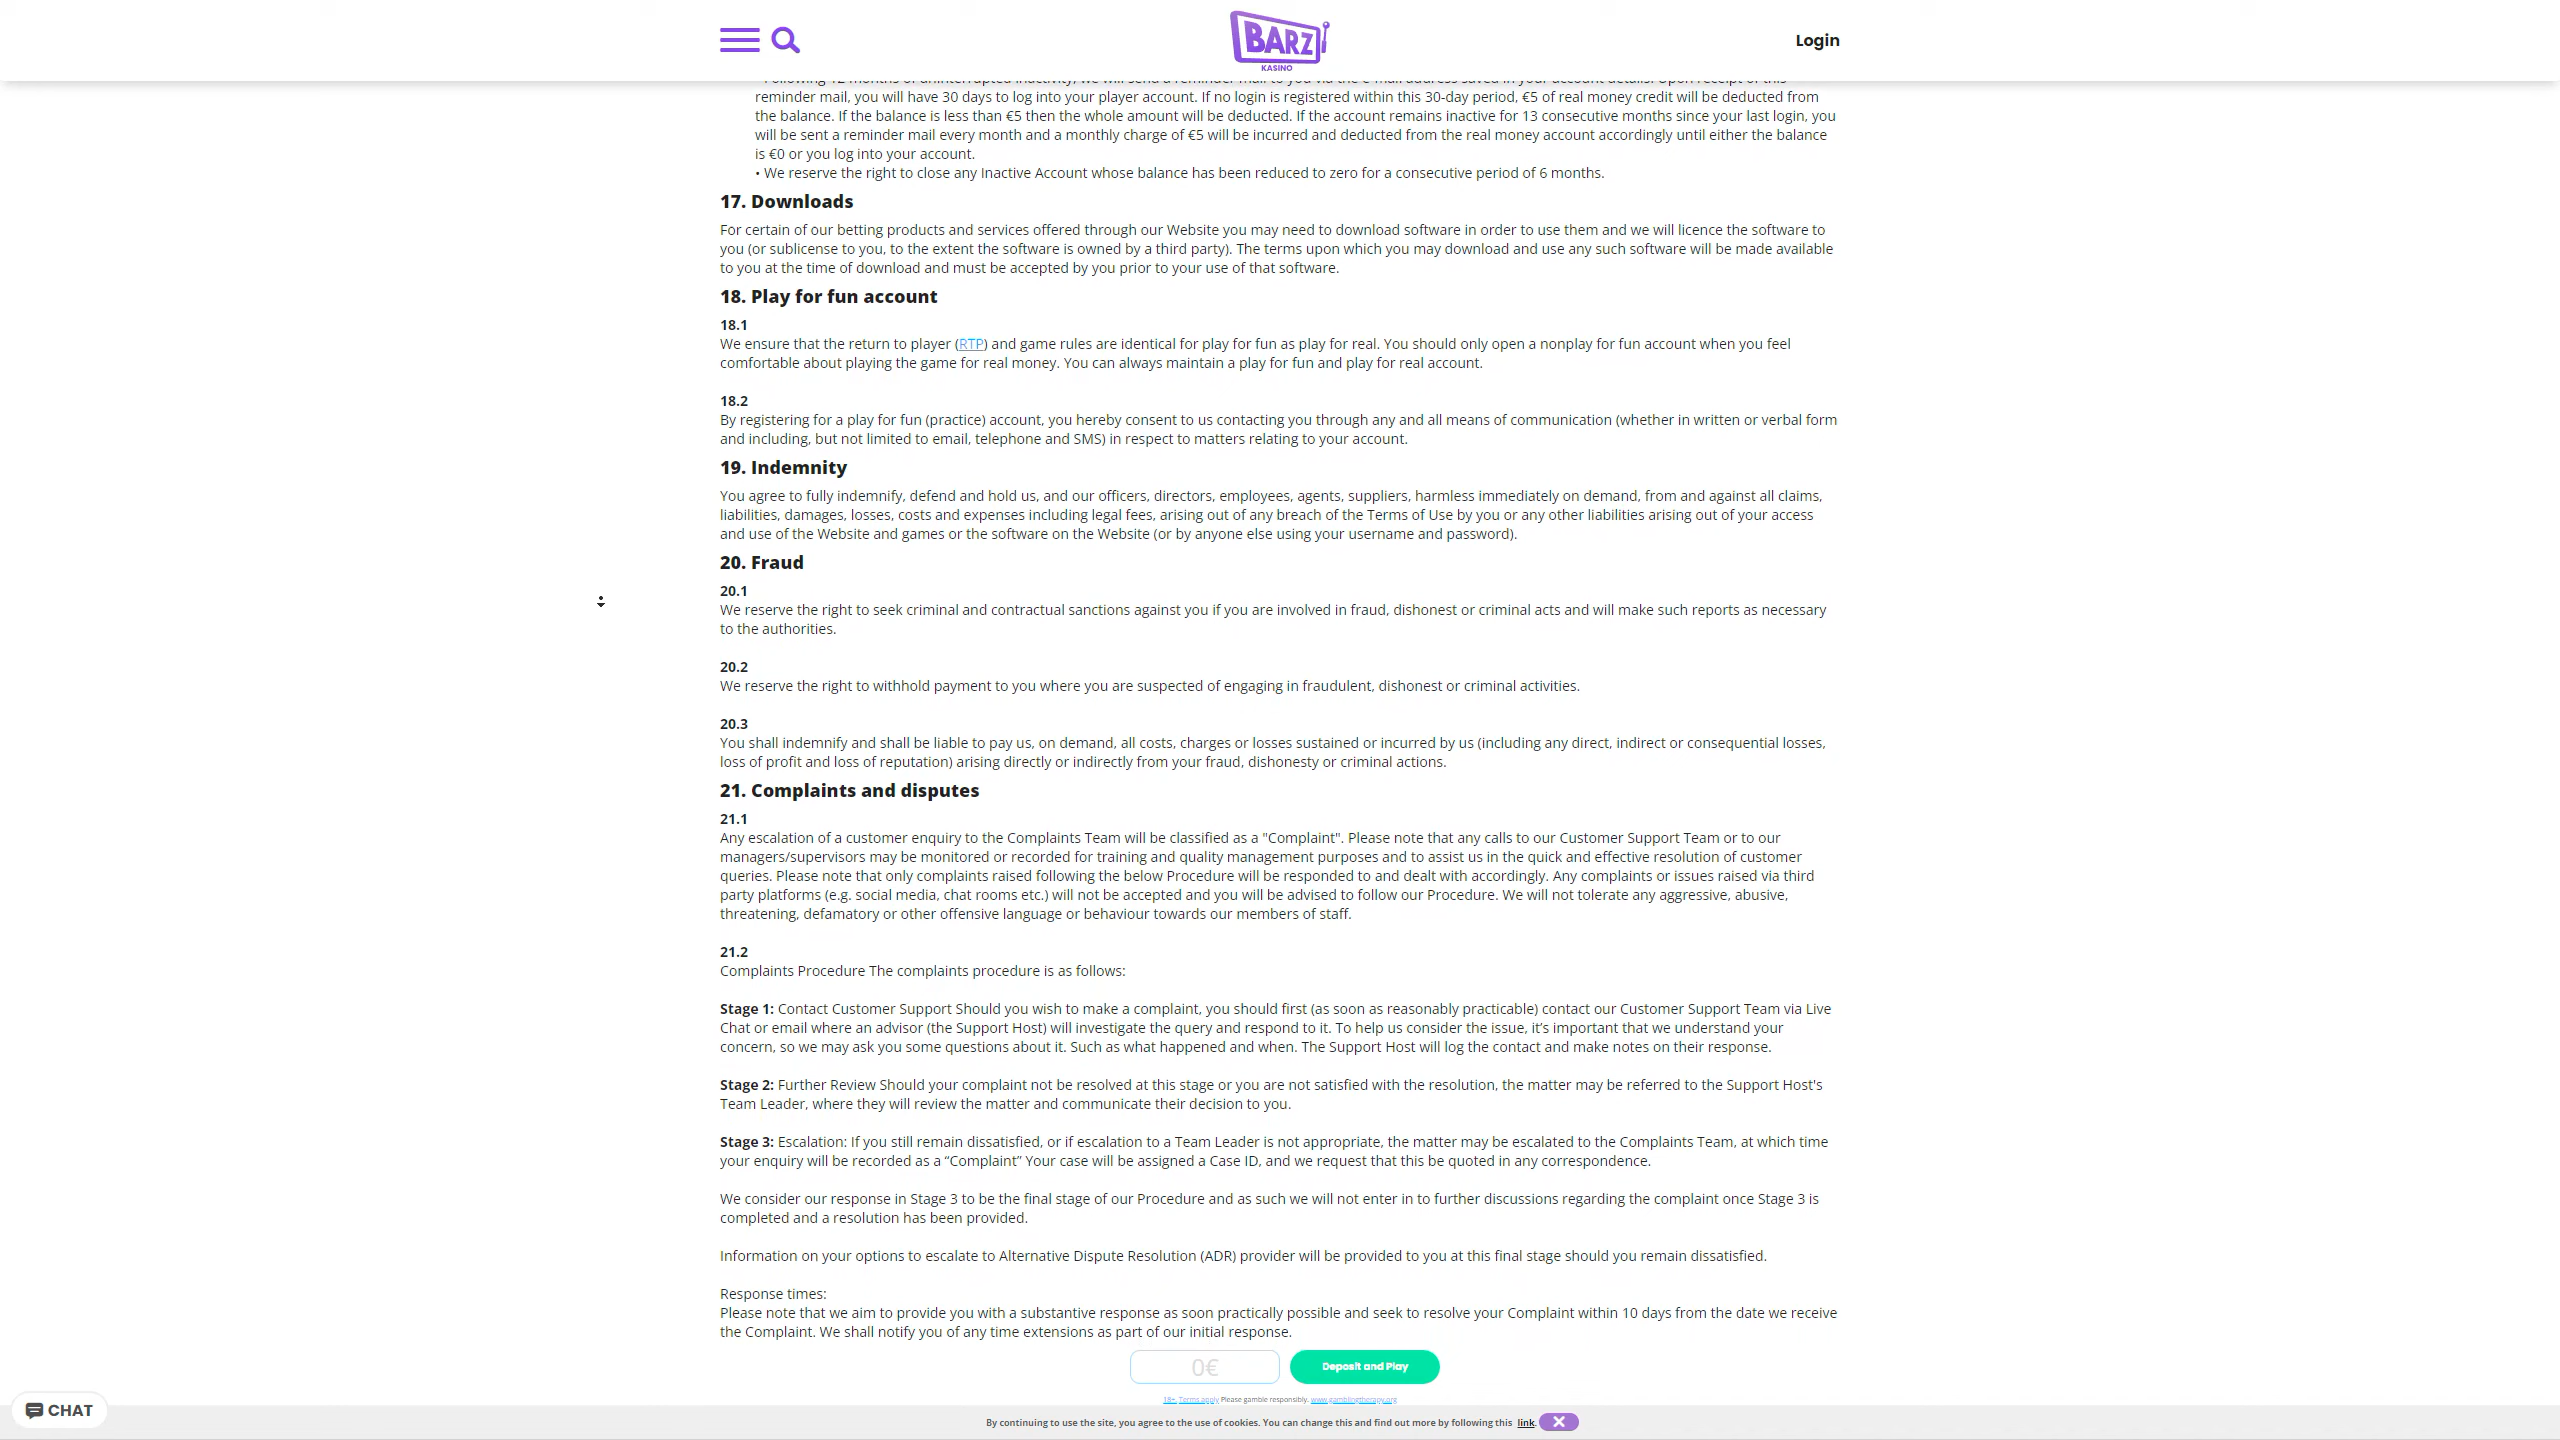 BARZ
KASINO
Login
reminder mail, you will have 30 days to log into your player account. If no login is registered within this 30-day period, €5 of real money credit will be deducted from
the balance. If the balance is less than €5 then the whole amount will be deducted. If the account remains inactive for 13 consecutive months since your last login, you
will be sent a reminder mail every month and a monthly charge of €5 will be incurred and deducted from the real money account accordingly until either the balance
is €0 or you log into your account.
• We reserve the right to close any Inactive Account whose balance has been reduced to zero for a consecutive period of 6 months.
17. Downloads
For certain of our betting products and services offered through our Website you may need to download software in order to use them and we will licence the software to
you (or sublicense to you, to the extent the software is owned by a third party). The terms upon which you may download and use any such software will be made available
to you at the time of download and must be accepted by you prior to your use of that software.
18. Play for fun account
18.1
We ensure that the return to player (RTP) and game rules are identical for play for fun as play for real. You should only open a nonplay for fun account when you feel
comfortable about playing the game for real money. You can always maintain a play for fun and play for real account.
18.2
By registering for a play for fun (practice) account, you hereby consent to us contacting you through any and all means of communication (whether in written or verbal form
and including, but not limited to email, telephone and SMS) in respect to matters relating to your account.
19. Indemnity
You agree to fully indemnify, defend and hold us, and our officers, directors, employees, agents, suppliers, harmless immediately on demand, from and against all claims,
liabilities, damages, losses, costs and expenses including legal fees, arising out of any breach of the Terms of Use by you or any other liabilities arising out of your access
and use of the Website and games or the software on the Website (or by anyone else using your username and password).
20. Fraud
20.1
We reserve the right to seek criminal and contractual sanctions against you if you are involved in fraud, dishonest or criminal acts and will make such reports as necessary
to the authorities.
20.2
We reserve the right to withhold payment to you where you are suspected of engaging in fraudulent, dishonest or criminal activities.
20.3
You shall indemnify and shall be liable to pay us, on demand, all costs, charges or losses sustained or incurred by us (including any direct, indirect or consequential losses,
loss of profit and loss of reputation) arising directly or indirectly from your fraud, dishonesty or criminal actions.
21. Complaints and disputes
21.1
Any escalation of a customer enquiry to the Complaints Team will be classified as a "Complaint". Please note that any calls to our Customer Support Team or to our
managers/supervisors may be monitored or recorded for training and quality management purposes and to assist us in the quick and effective resolution of customer
queries. Please note that only complaints raised following the below Procedure will be responded to and dealt with accordingly. Any complaints or issues raised via third
party platforms (e.g. social media, chat rooms etc.) will not be accepted and you will be advised to follow our Procedure. We will not tolerate any aggressive, abusive,
threatening, defamatory or other offensive language or behaviour towards our members of staff.
21.2
Complaints Procedure The complaints procedure is as follows:
Stage 1: Contact Customer Support Should you wish to make a complaint, you should first (as soon as reasonably practicable) contact our Customer Support Team via Live
Chat or email where an advisor (the Support Host) will investigate the query and respond to it. To help us consider the issue, it’s important that we understand your
concern, so we may ask you some questions about it. Such as what happened and when. The Support Host will log the contact and make notes on their response.
Stage 2: Further Review Should your complaint not be resolved at this stage or you are not satisfied with the resolution, the matter may be referred to the Support Host's
Team Leader, where they will review the matter and communicate their decision to you.
Stage 3: Escalation: If you still remain dissatisfied, or if escalation to a Team Leader is not appropriate, the matter may be escalated to the Complaints Team, at which time
your enquiry will be recorded as a “Complaint” Your case will be assigned a Case ID, and we request that this be quoted in any correspondence.
We consider our response in Stage 3 to be the final stage of our Procedure and as such we will not enter in to further discussions regarding the complaint once Stage 3 is
completed and a resolution has been provided.
Information on your options to escalate to Alternative Dispute Resolution (ADR) provider will be provided to you at this final stage should you remain dissatisfied.
Response times:
Please note that we aim to provide you with a substantive response as soon practically possible and seek to resolve your Complaint within 10 days from the date we receive
the Complaint. We shall notify you of any time extensions as part of our initial response.
0€
Deposit and Play
18+. Terms apply Please gamble responsibly. www.gamblingtherapy.org
CHAT
By continuing to use the site, you agree to the use of cookies. You can change this and find out more by following this link.